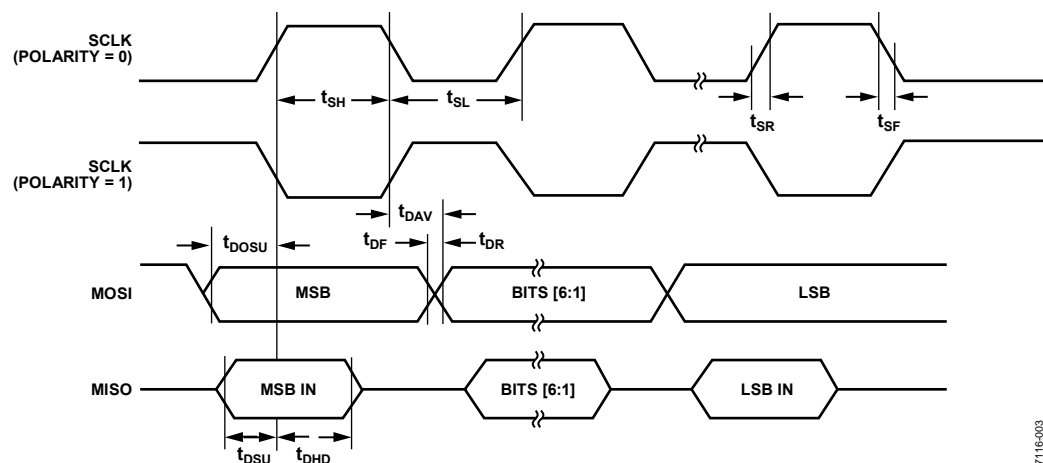 SCLK
(POLARITY = 0)
tSH
tSL
tSR
tSF
SCLK
(POLARITY = 1)
tDAV
tDOSU
tDF
tDR
MOSI
MSB
BITS [6:1]
LSB
MISO
MSB IN
BITS [6:1]
LSB IN
tDSU
tDHD
7116-003